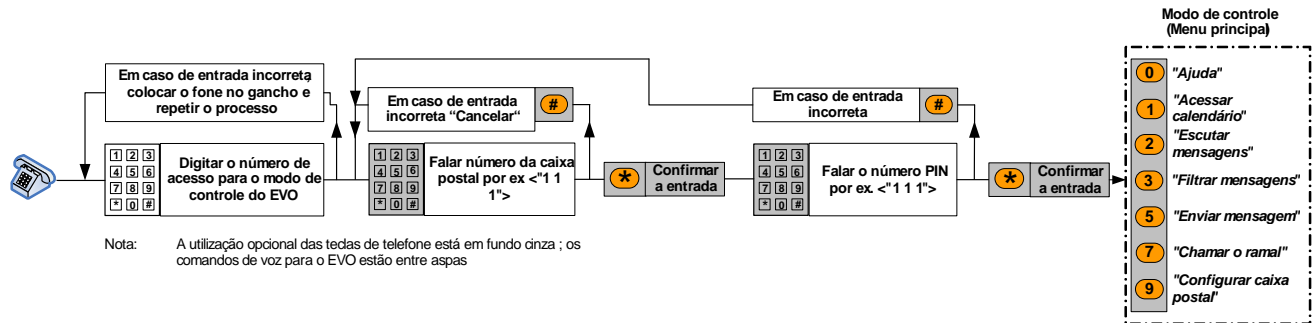 Modo de controle
(Menu principal)
Em caso de entrada incorreta,
colocar o fone no gancho e
repetir o processo
Em caso de entrada
incorreta “Cancelar“
#
Em caso de entrada
incorreta
#
1 2 3
4 5 6
7 8 9
* 0 #
Digitar o número de
acesso para o modo de
controle do EVO
1 2 3
4 5 6
7 8 9
* 0 #
Falar número da caixa
postal por ex <"1 1
1">
*
Confirmar
a entrada
1 2 3
4 5 6
7 8 9
* 0 #
Falar o número PIN
por ex. <"1 1 1">
*
Confirmar
a entrada
0 "Ajuda"
1 "Acessar
calendário"
2 "Escutar
mensagens"
3 "Filtrar mensagens"
5 "Enviar mensagem"
7 "Chamar o ramal"
9 "Configurar caixa
postal"
Nota: A utilização opcional das teclas de telefone está em fundo cinza ; os
comandos de voz para o EVO estão entre aspas